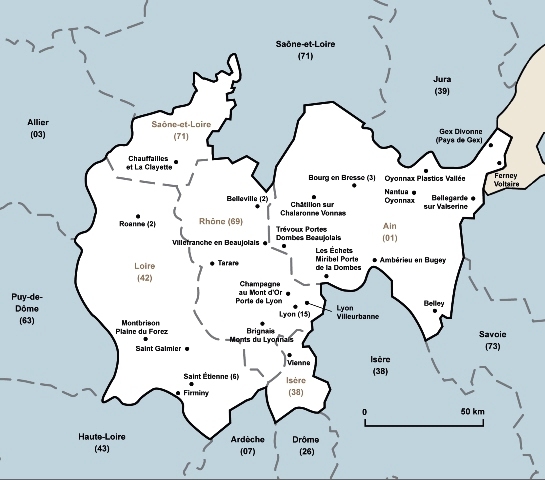 Saône-et-Loire
(71)
Jura
(39)
Allier
(03)
Saône-et-Loire
(71)
Gex Divonne
(Pays de Gex)
Chauffailles
et La Clayette
Bourg en Bresse (3)
Oyonnax Plastics Vallée
Ferney
Voltaire
Nantua
Oyonnax
Bellegarde
sur Valserine
Belleville (2)
Châtillon sur
Chalaronne Vonnas
Roanne (2)
Rhône (69)
Ain
(01)
Trévoux Portes
Dombes Beaujolais
Villefranche en Beaujolais
Les Échets
Miribel Porte
de la Dombes
Ambérieu en Bugey
Loire
(42)
Tarare
Champagne
au Mont d'Or
Porte de Lyon
Puy-de-
Dôme
(63)
Lyon (15)
Lyon
Villeurbanne
Belley
Montbrison
Plaine du Forez
Brignais
Monts du Lyonnais
Savoie
(73)
Saint Galmier
Vienne
Isère
(38)
Saint Étienne (6)
Isère
(38)
Firminy
0
50 km
Haute-Loire
(43)
Ardèche
(07)
Drôme
(26)